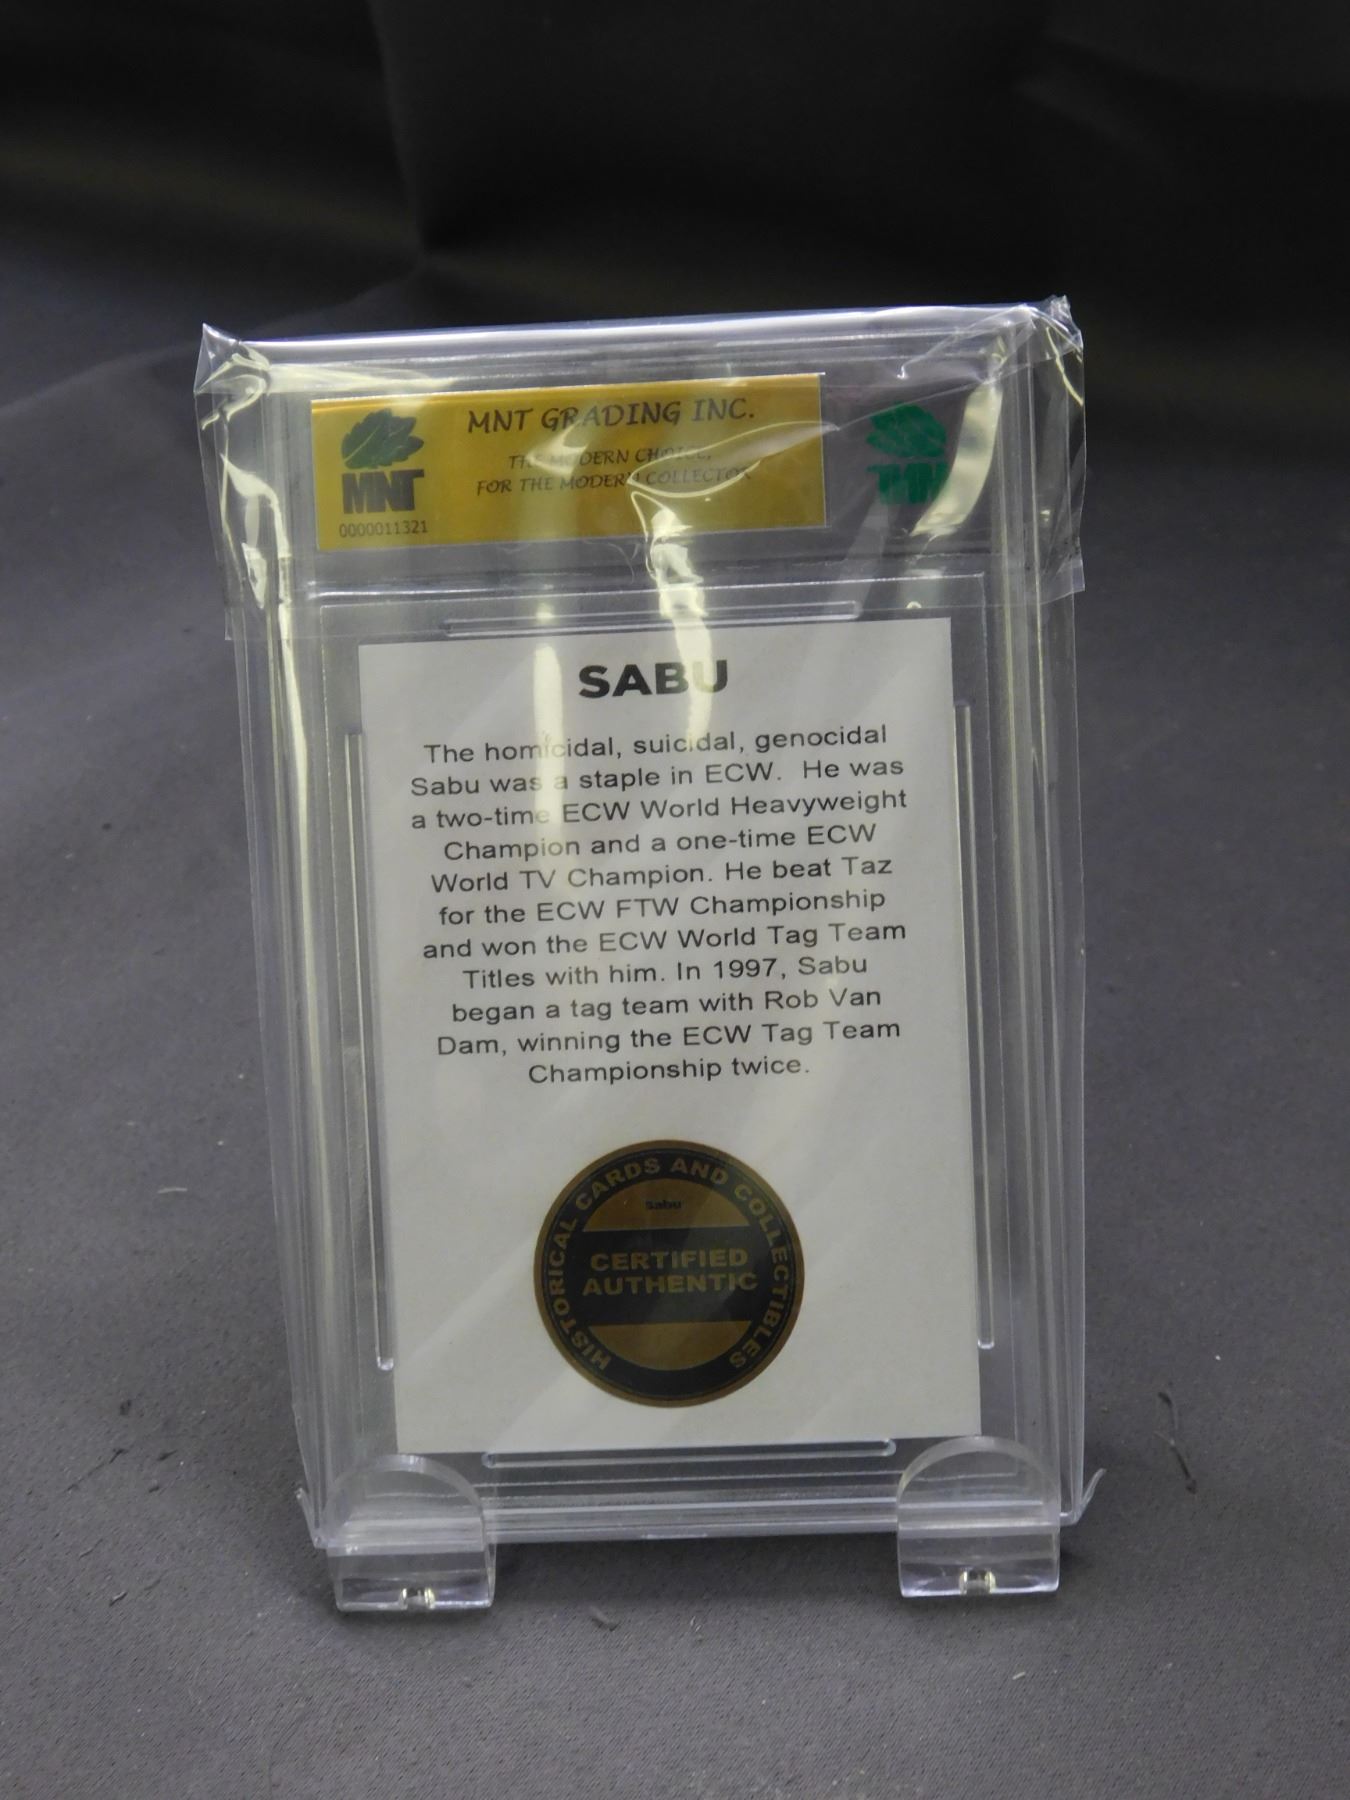 MNT GRADING INC.
THE MODERN CHOICE,
FOR THE MODERN COLLECTOR
MNT
0000011321
MNT
SABU
The homicidal, suicidal, genocidal
Sabu was a staple in ECW. He was
a two-time ECW World Heavyweight
Champion and a one-time ECW
World TV Champion. He beat Taz
for the ECW FTW Championship
and won the ECW World Tag Team
Titles with him. In 1997, Sabu
began a tag team with Rob Van
Dam, winning the ECW Tag Team
Championship twice.
HISTORICAL CARDS AND COLLECTIBLES
sabu
CERTIFIED
AUTHENTIC